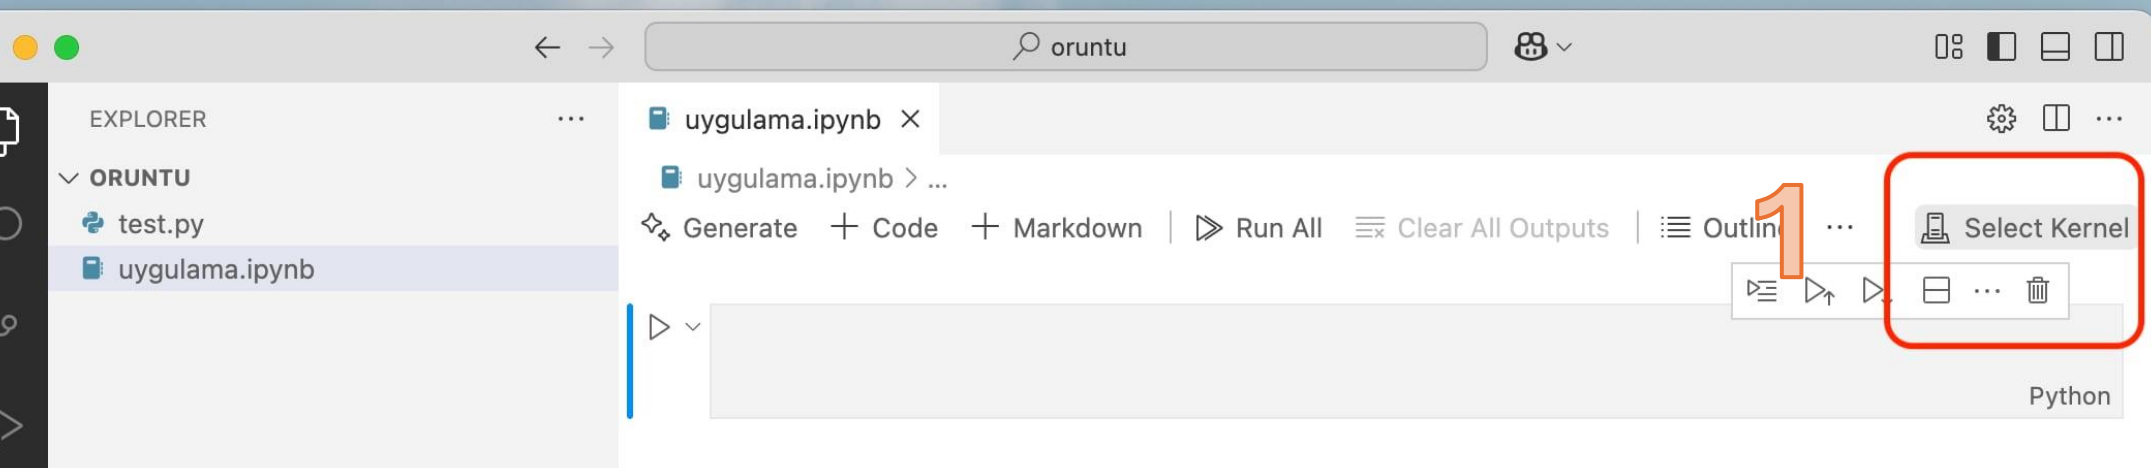 oruntu
EXPLORER
uygulama.ipynb
ORUNTU
uygulama.ipynb > ...
test.py
Generate + Code + Markdown Run All Clear All Outputs Outline ... Select Kernel
1
uygulama.ipynb
Python